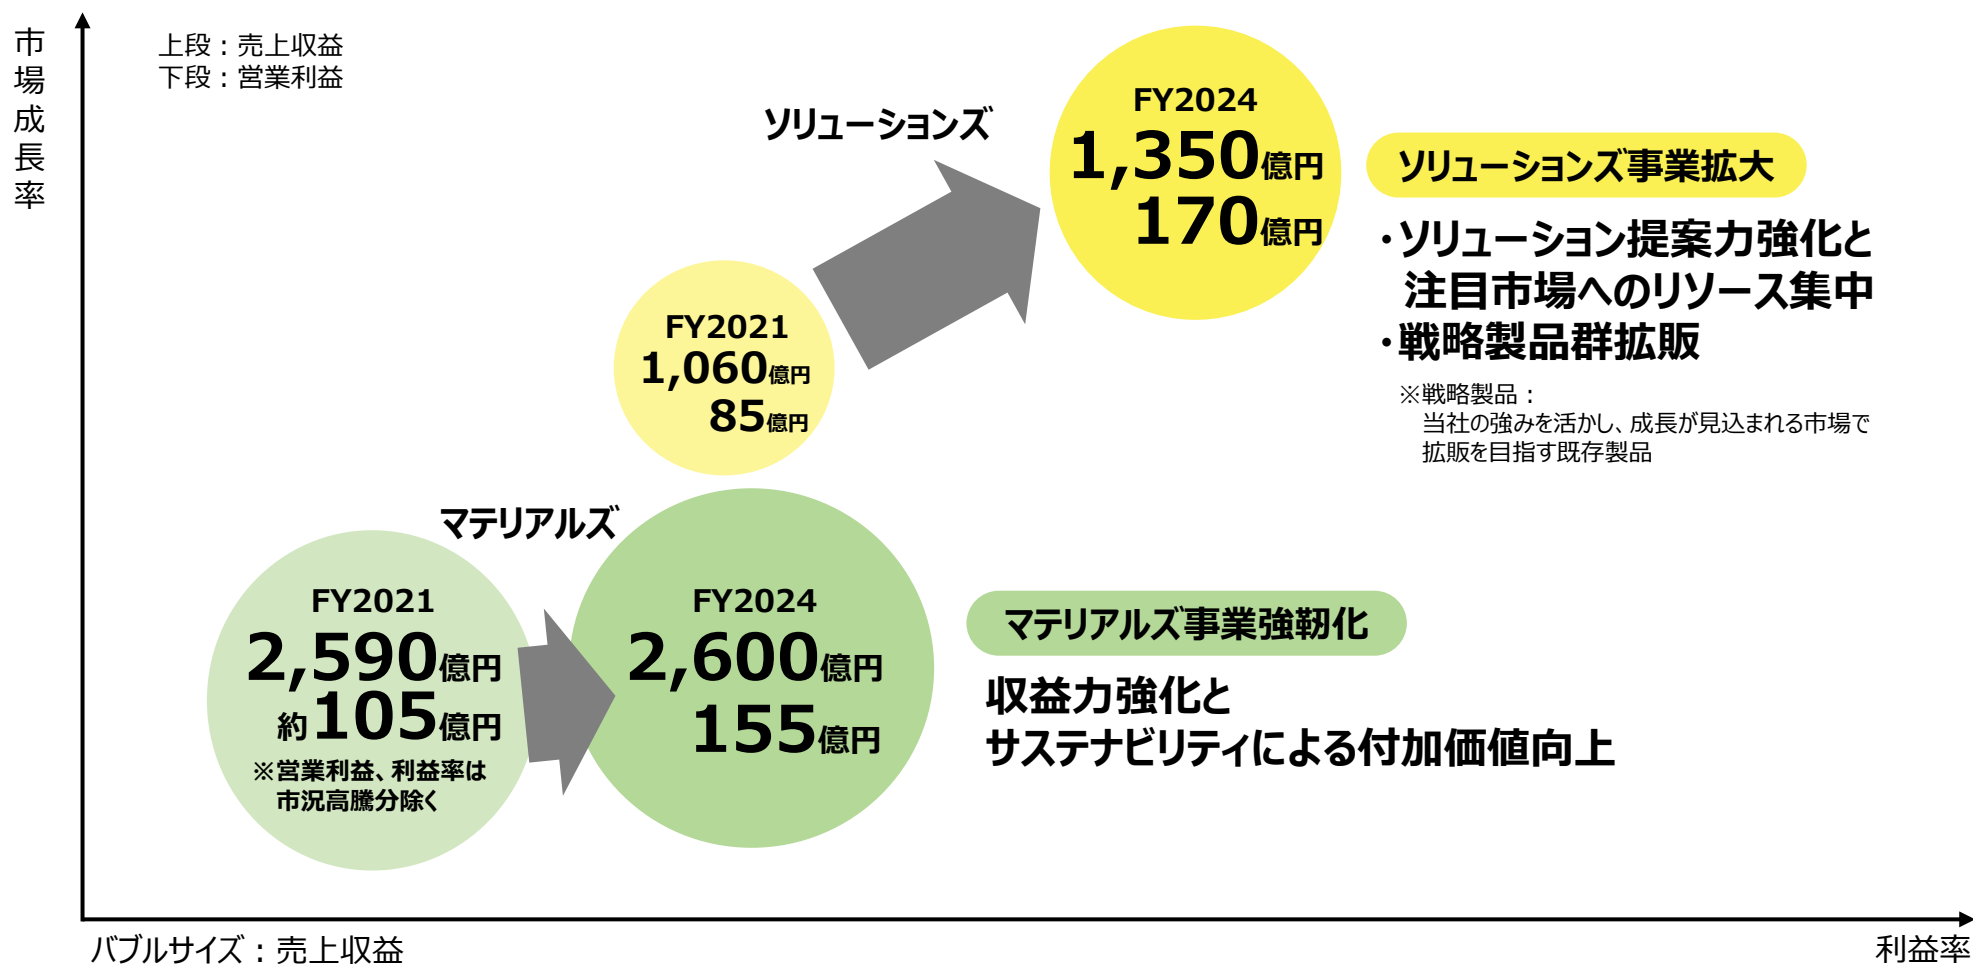 市場成長率
上段：売上収益
下段：営業利益
ソリューションズ
FY2024
1,350億円
170億円
ソリューションズ事業拡大
・ソリューション提案力強化と
注目市場へのリソース集中
・戦略製品群拡販
※戦略製品：
当社の強みを活かし、成長が見込まれる市場で
拡販を目指す既存製品
FY2021
1,060億円
85億円
マテリアルズ
FY2021
2,590億円
約105億円
※営業利益、利益率は
市況高騰分除く
FY2024
2,600億円
155億円
マテリアルズ事業強靭化
収益力強化と
サステナビリティによる付加価値向上
バブルサイズ：売上収益
利益率